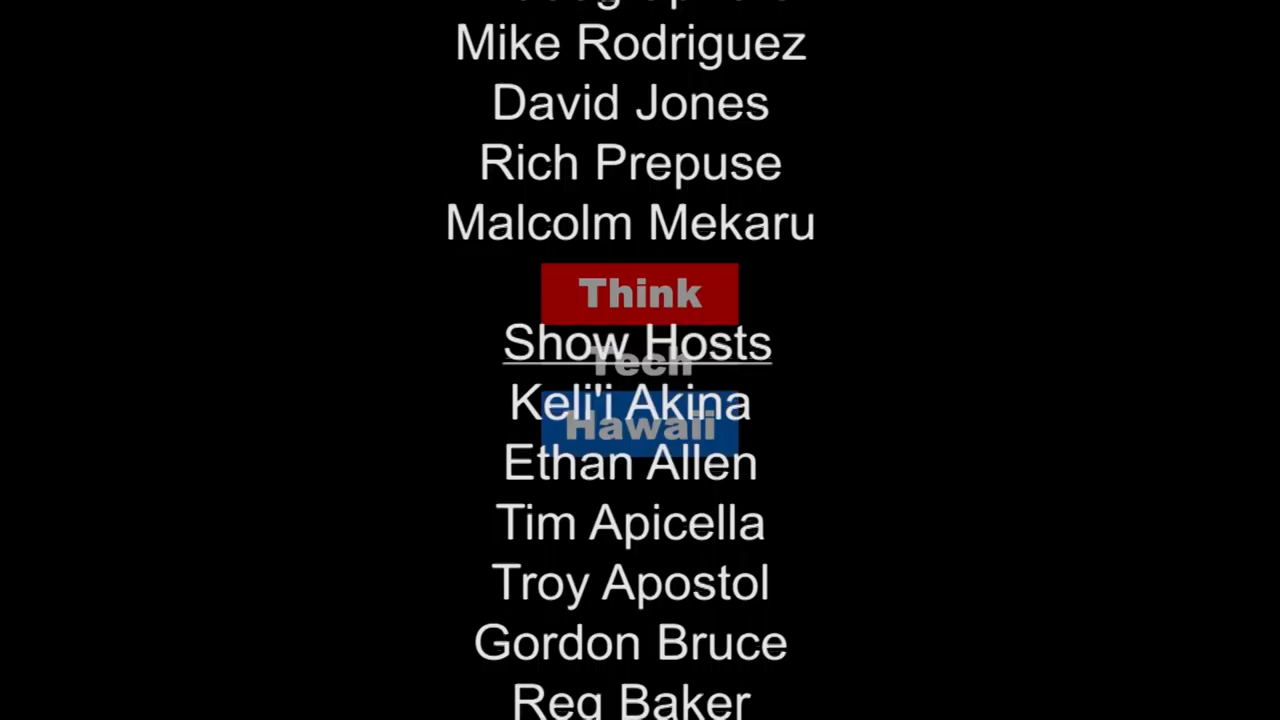 Mike Rodriguez
David Jones
Rich Prepuse
Malcolm Mekaru
Think
Show Hosts
Tech
Keli'i Akina
Hawaii
Ethan Allen
Tim Apicella
Troy Apostol
Gordon Bruce
Reg Baker